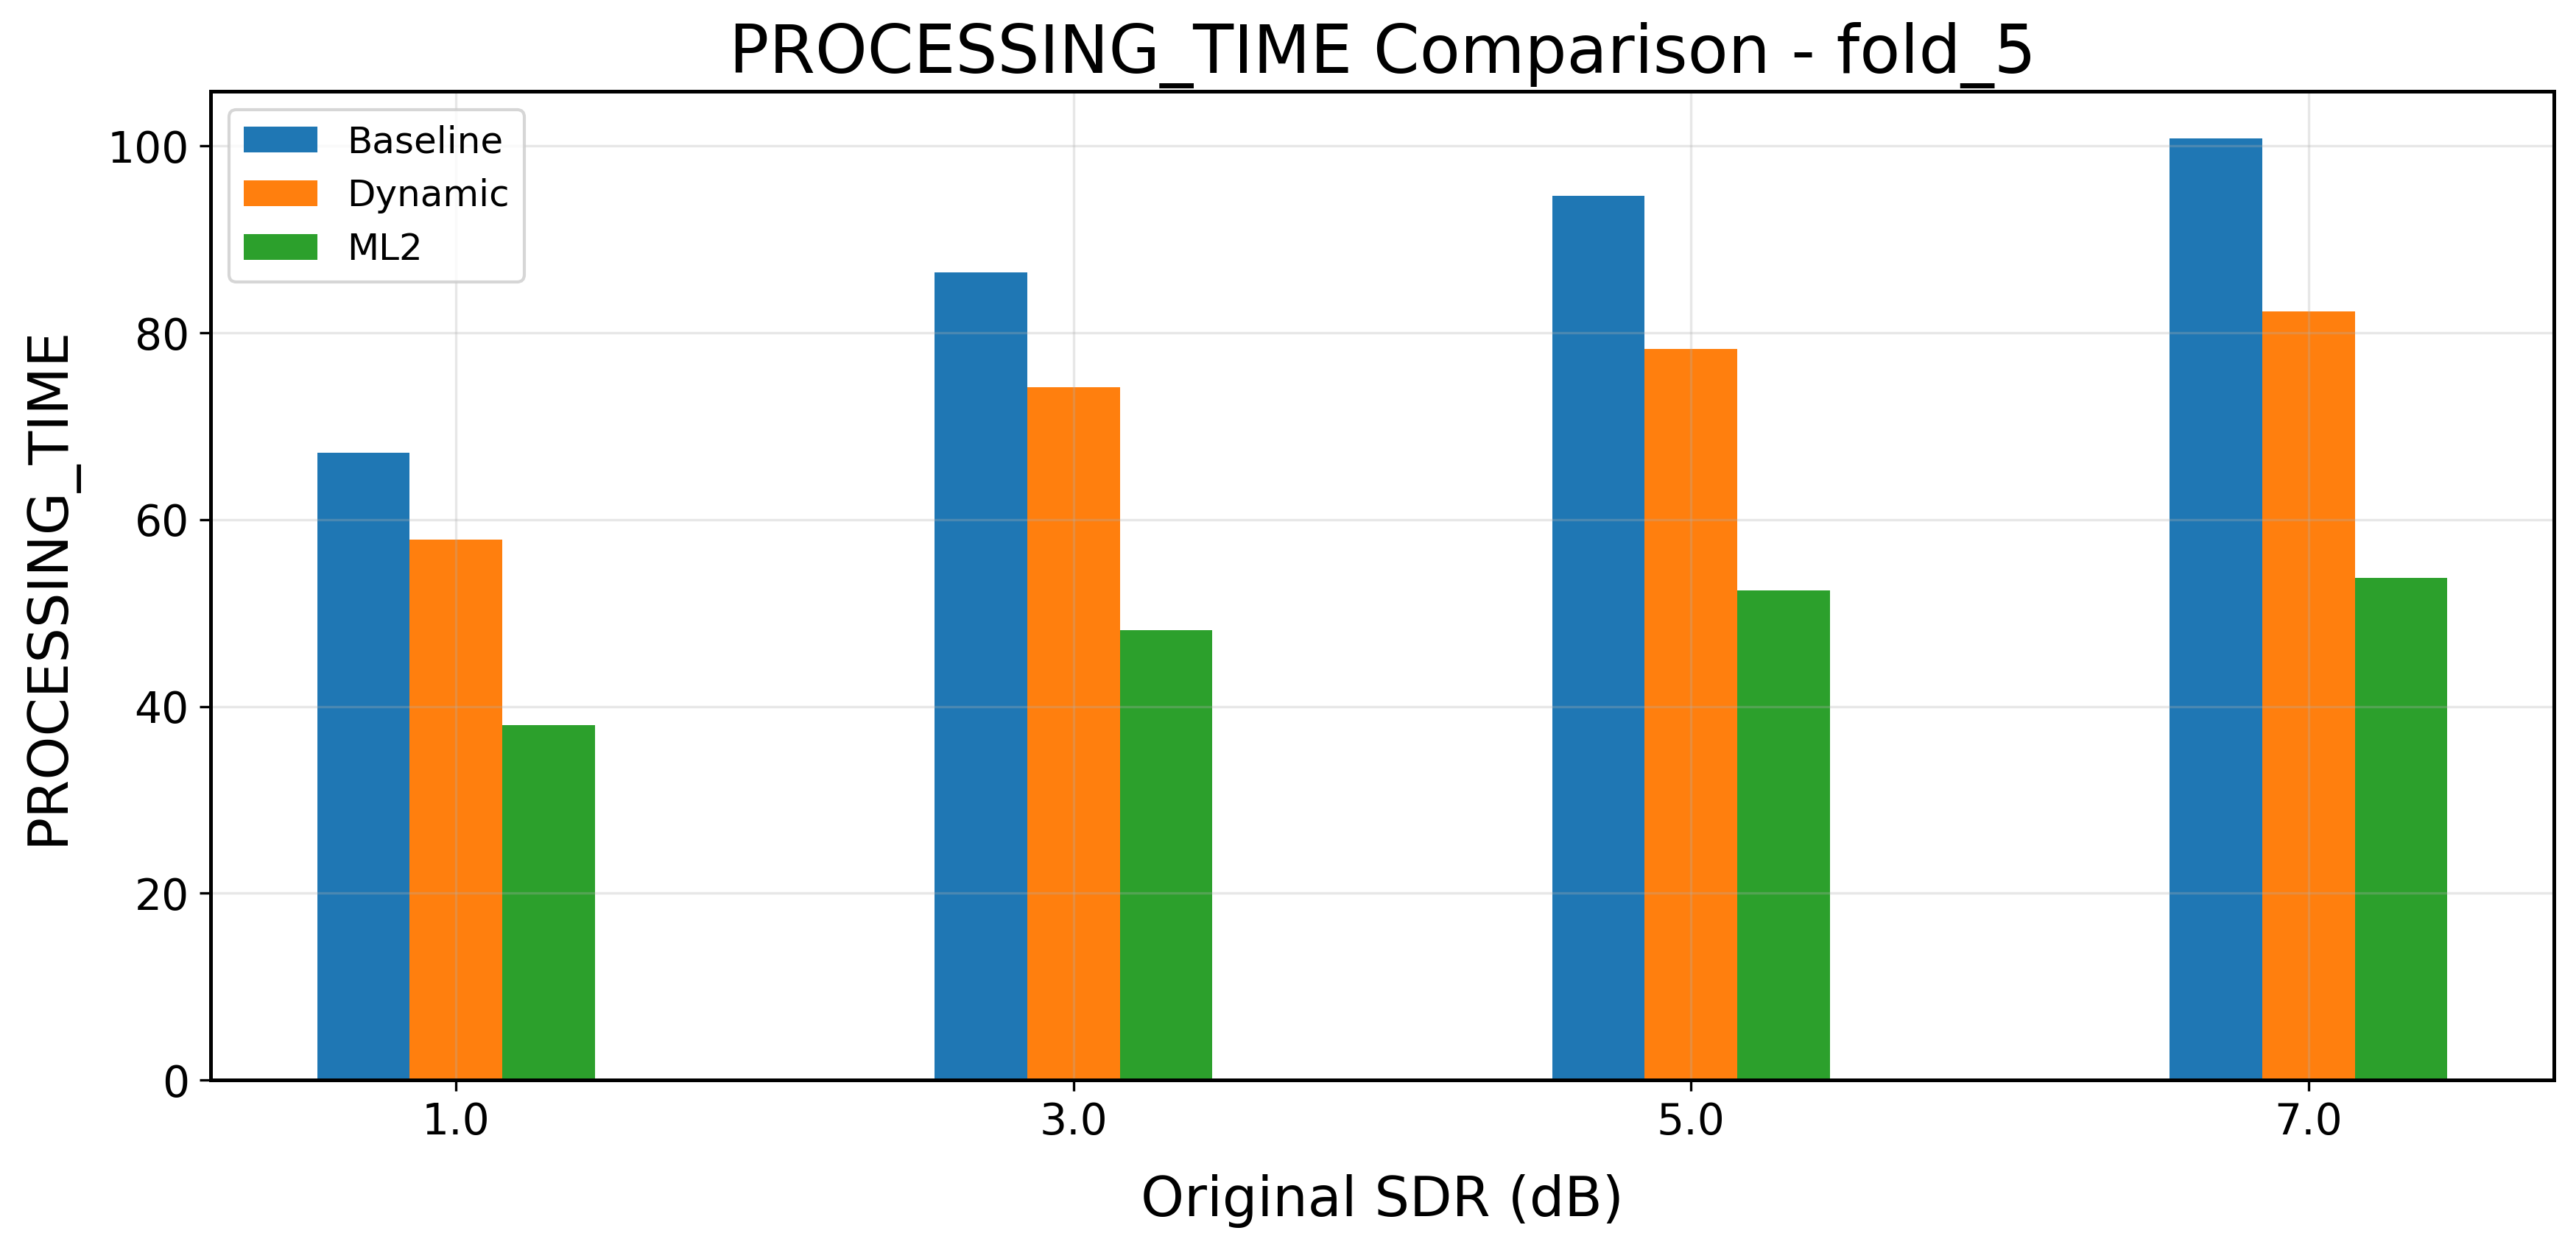 PROCESSING_TIME Comparison - fold_5
Baseline
Dynamic
ML2
PROCESSING_TIME
100
80
60
40
20
0
1.0 3.0 5.0 7.0
Original SDR (dB)